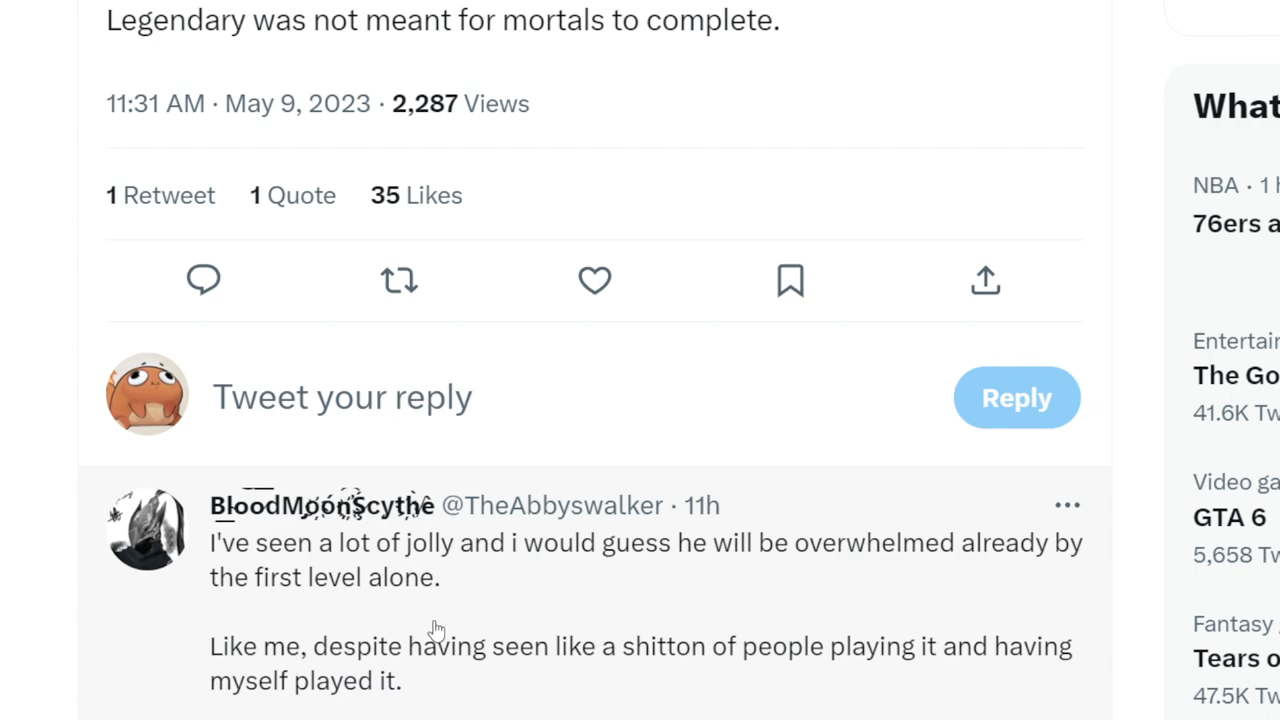 Legendary was not meant for mortals to complete.
11:31 AM · May 9, 2023 · 2,287 Views
1 Retweet 1 Quote 35 Likes
Tweet your reply
Reply
BloodMoonScythe @TheAbbyswalker · 11h
I've seen a lot of jolly and i would guess he will be overwhelmed already by
the first level alone.
Like me, despite having seen like a shitton of people playing it and having
myself played it.
What
NBA · 1 h
76ers a
Entertain
The Go
41.6K Tw
Video ga
GTA 6
5,658 Tw
Fantasy
Tears o
47.5K Tw